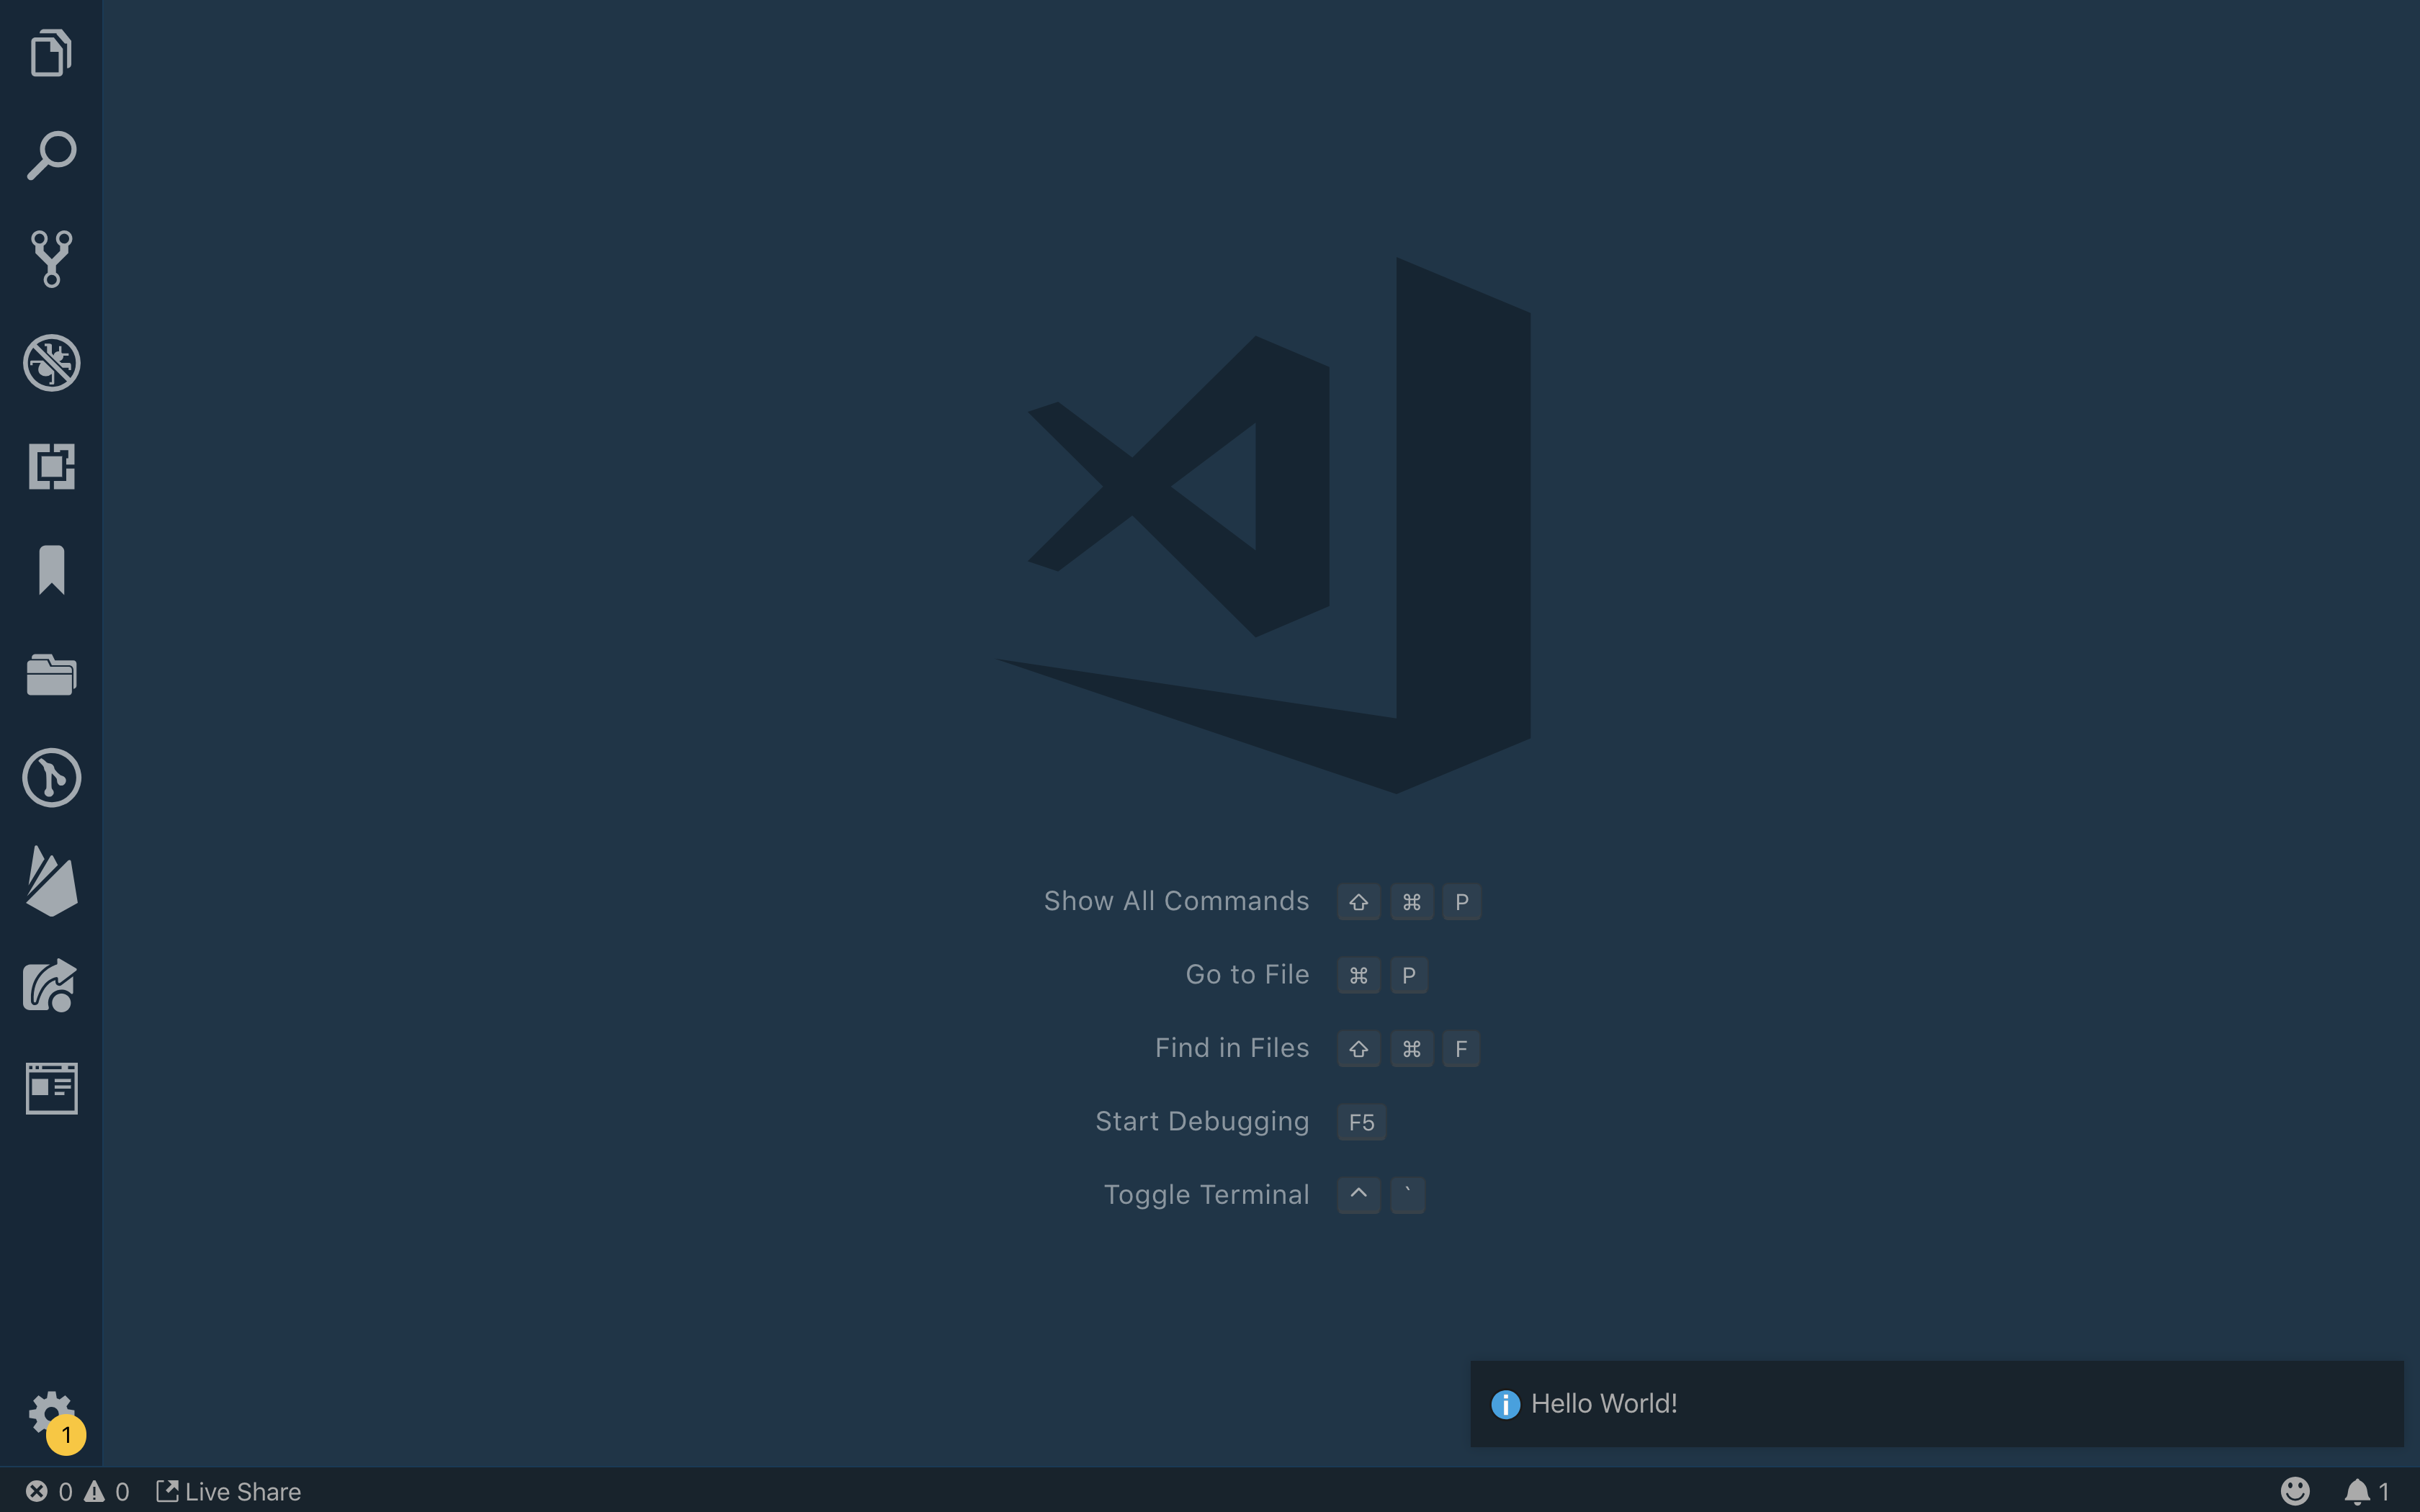 Show All Commands ⇧ ⌘ P
Go to File ⌘ P
Find in Files ⇧ ⌘ F
Start Debugging F5
Toggle Terminal ^ `
Hello World!
1
0 0 Live Share 1